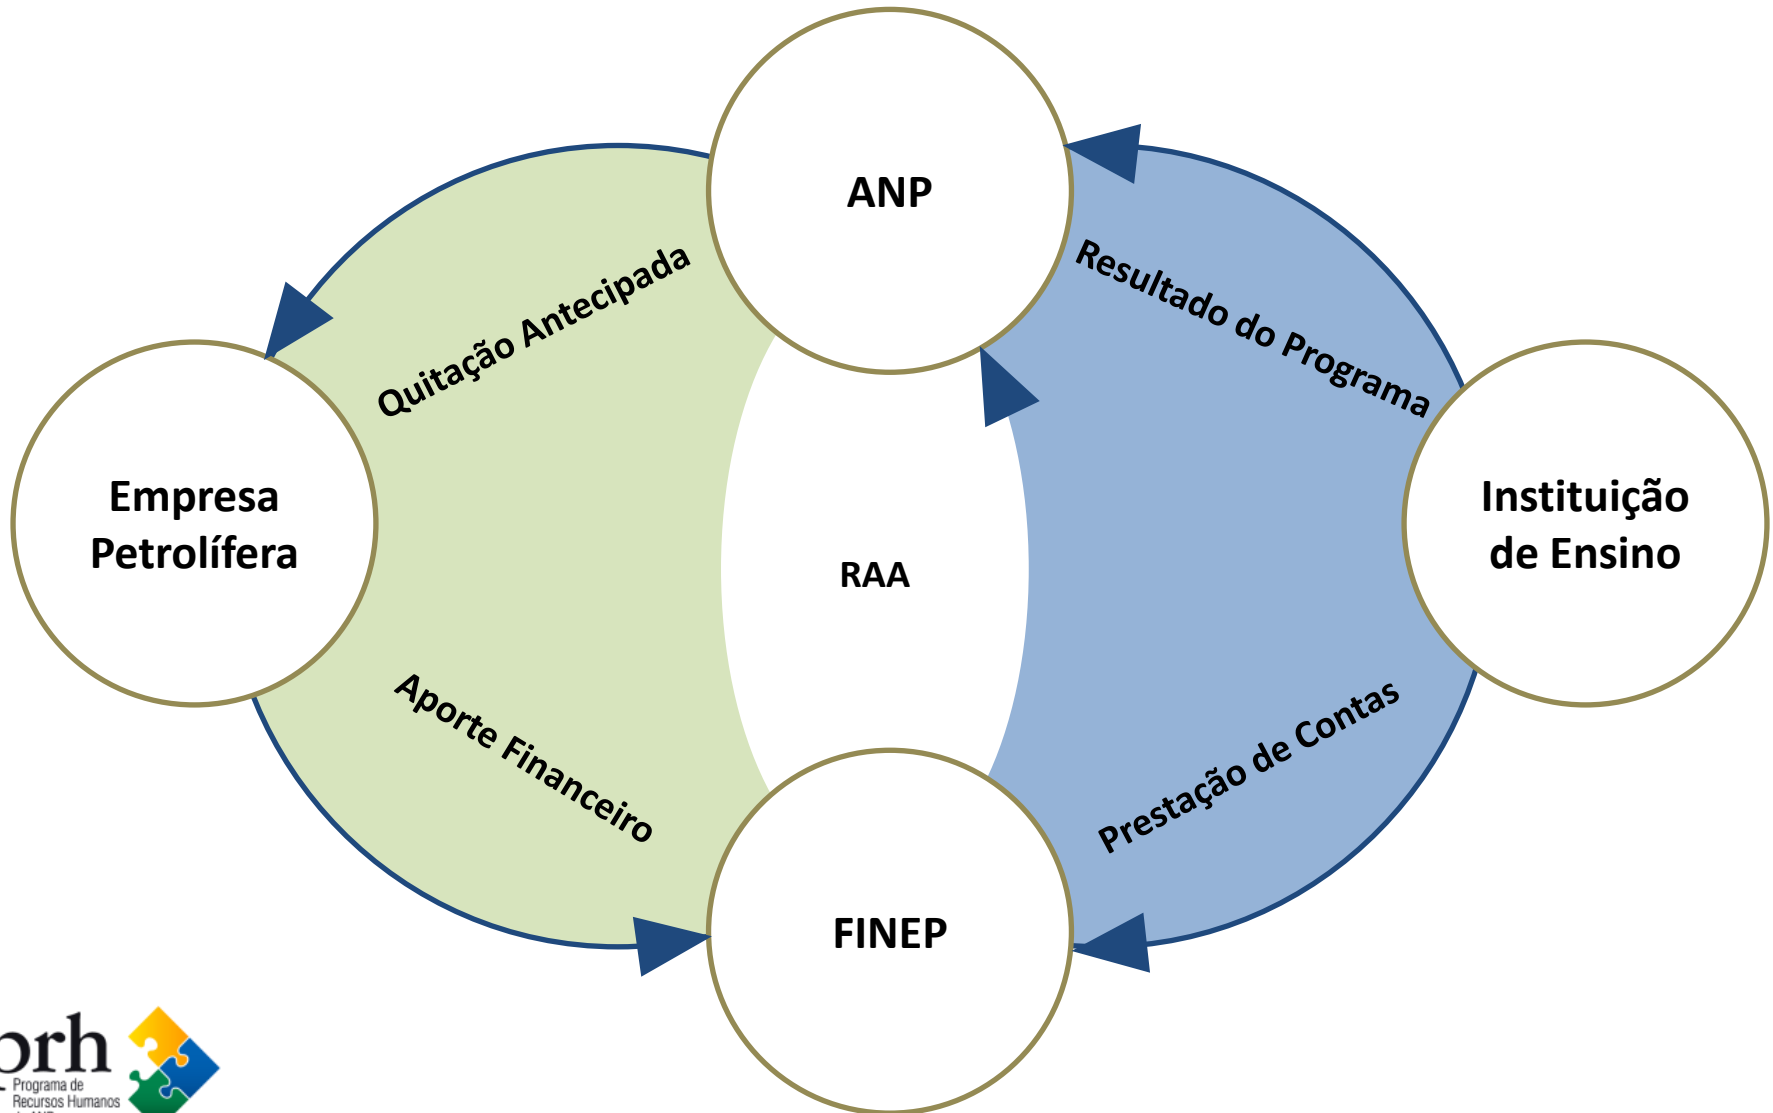 ANP
Quitação Antecipada
Resultado do Programa
Empresa
Petrolífera
Instituição
de Ensino
RAA
Aporte Financeiro
Prestação de Contas
FINEP
prh
Programa de
Recursos Humanos